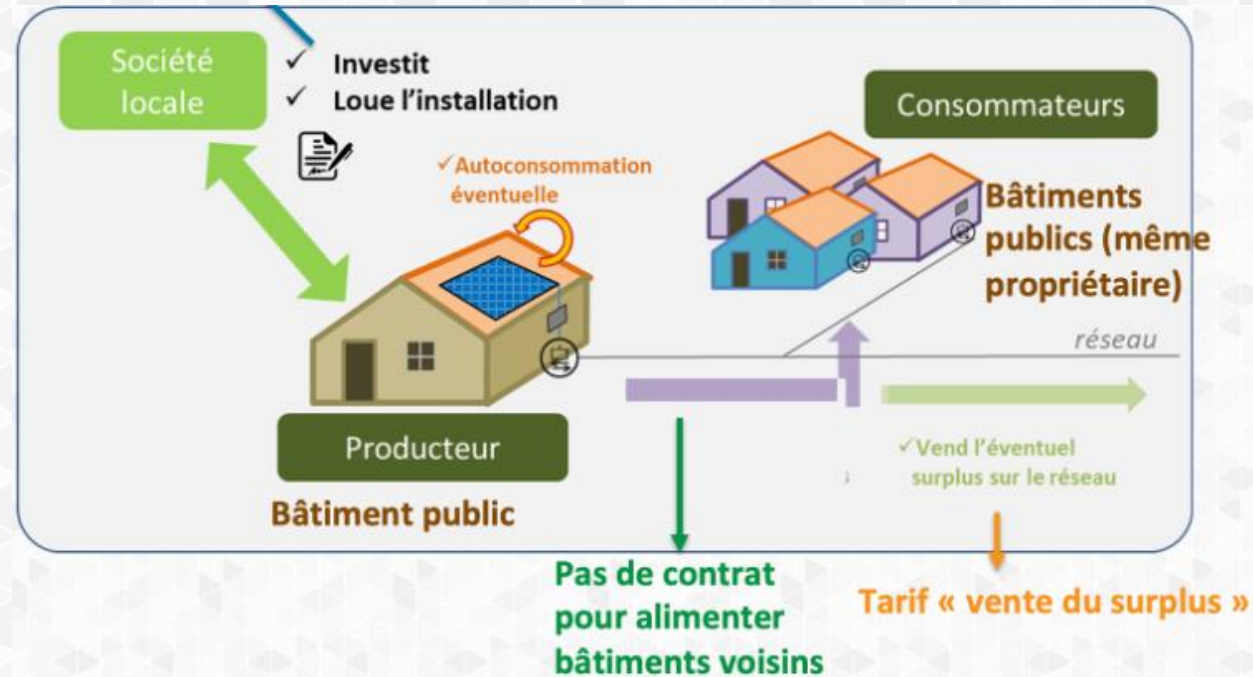 Société
locale
✓ Investit
✓ Loue l'installation
✓Autoconsommation
éventuelle
Consommateurs
Bâtiments
publics (même
propriétaire)
réseau
Producteur
Bâtiment public
✓Vend l'éventuel
surplus sur le réseau
Pas de contrat
pour alimenter
bâtiments voisins
Tarif « vente du surplus »